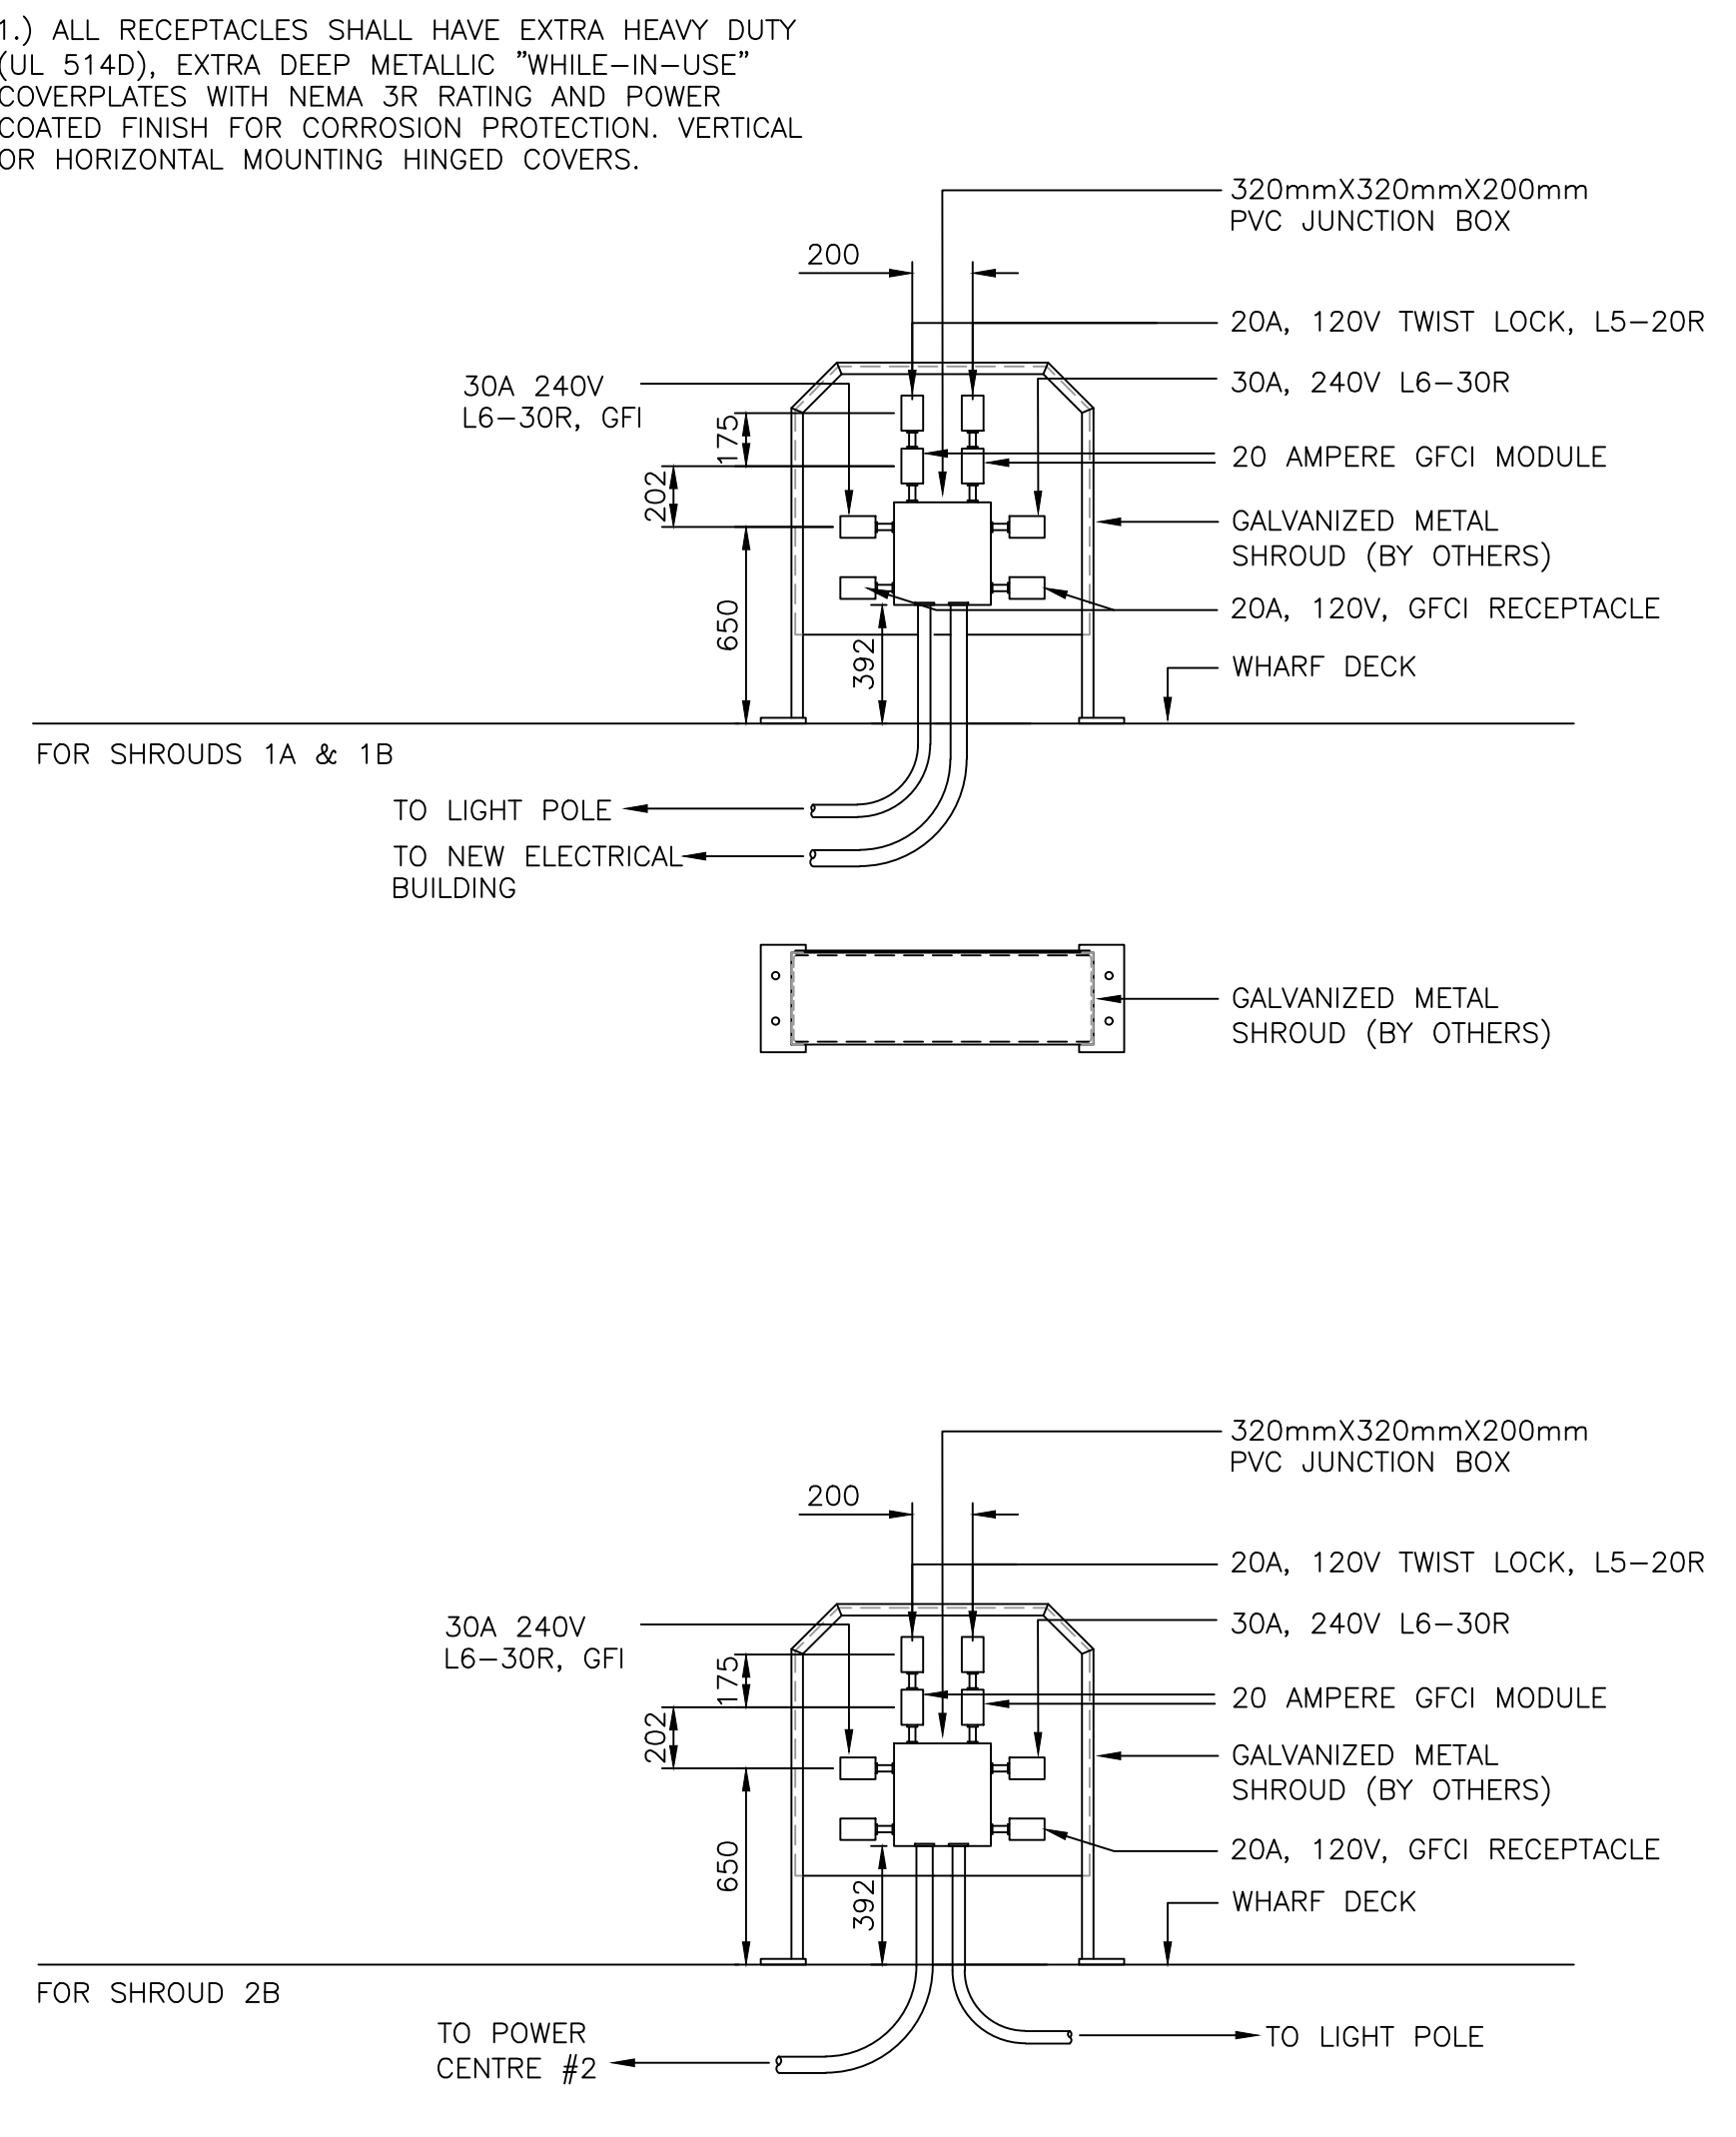 1.) ALL RECEPTACLES SHALL HAVE EXTRA HEAVY DUTY
(UL 514D), EXTRA DEEP METALLIC "WHILE-IN-USE"
COVERPLATES WITH NEMA 3R RATING AND POWER
COATED FINISH FOR CORROSION PROTECTION. VERTICAL
OR HORIZONTAL MOUNTING HINGED COVERS.
320mmX320mmX200mm
PVC JUNCTION BOX
200
20A, 120V TWIST LOCK, L5-20R
30A 240V
L6-30R, GFI
30A, 240V L6-30R
175
20 AMPERE GFCI MODULE
202
GALVANIZED METAL
SHROUD (BY OTHERS)
650
20A, 120V, GFCI RECEPTACLE
392
WHARF DECK
FOR SHROUDS 1A & 1B
TO LIGHT POLE
TO NEW ELECTRICAL
BUILDING
GALVANIZED METAL
SHROUD (BY OTHERS)
320mmX320mmX200mm
PVC JUNCTION BOX
200
20A, 120V TWIST LOCK, L5-20R
30A 240V
L6-30R, GFI
30A, 240V L6-30R
175
20 AMPERE GFCI MODULE
202
GALVANIZED METAL
SHROUD (BY OTHERS)
650
20A, 120V, GFCI RECEPTACLE
392
WHARF DECK
FOR SHROUD 2B
TO POWER
CENTRE #2
TO LIGHT POLE